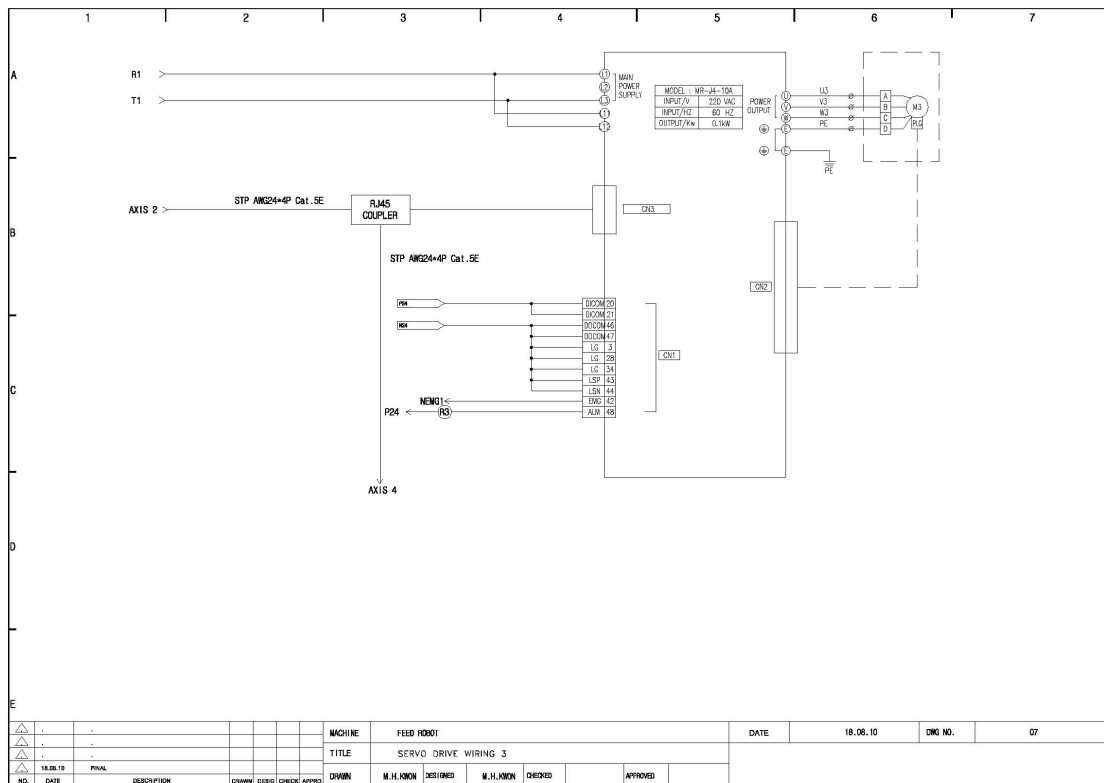 1 2 3 4 5 6 7
A
B
C
D
E
R1
T1
L1
L2
L3
L11
MAIN
POWER
SUPPLY
MODEL : MR-J4-10A
INPUT/V 220 VAC
INPUT/HZ 60 HZ
OUTPUT/Kw 0.1kW
POWER
OUTPUT
U
V
W
E
E
PE
U3
V3
W3
PE
A
B
C
D
M3
PLG
AXIS 2
STP AWG24*4P Cat.5E
RJ45
COUPLER
CN3
STP AWG24*4P Cat.5E
CN2
P24
N24
DICOM 20
DICOM 21
DOCOM 46
DOCOM 47
LG 3
LG 28
LG 34
LSP 43
LSN 44
EMG 42
ALM 48
CN1
NEMG1
P24
R3
AXIS 4
MACHINE FEED ROBOT DATE 18.08.10 DWG NO. 07
TITLE SERVO DRIVE WIRING 3
18.08.10 FINAL
NO. DATE DESCRIPTION DRAWN DESIG CHECK APPRO
DRAWN M.H.KWON DESIGNED M.H.KWON CHECKED APPROVED